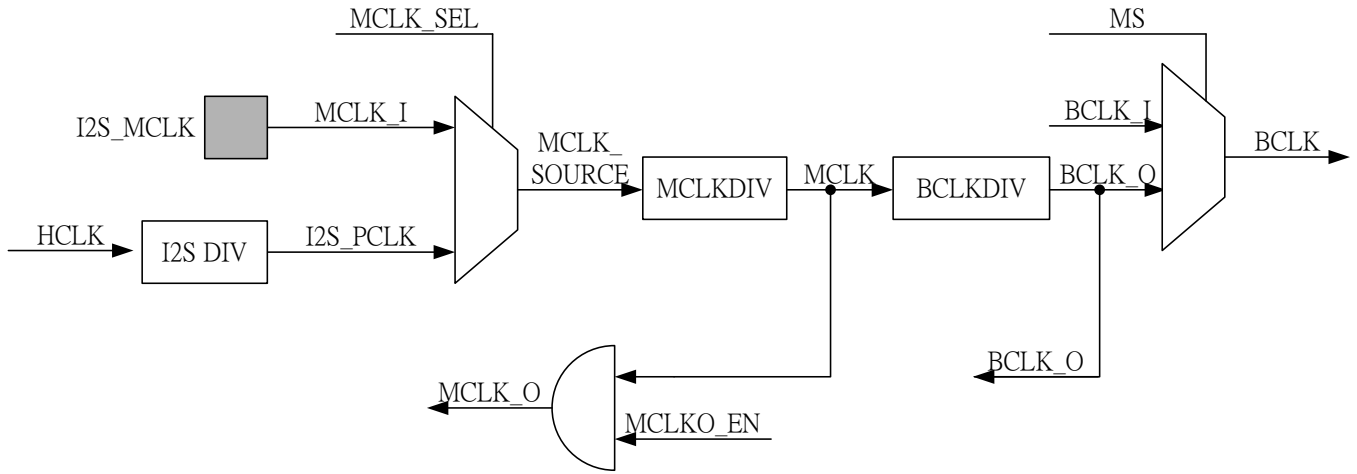 MCLK_SEL
MS
I2S_MCLK
MCLK_I
BCLK_I
MCLK_
SOURCE
MCLKDIV
MCLK
BCLKDIV
BCLK_O
BCLK
HCLK
I2S DIV
I2S_PCLK
MCLK_O
MCLKO_EN
BCLK_O